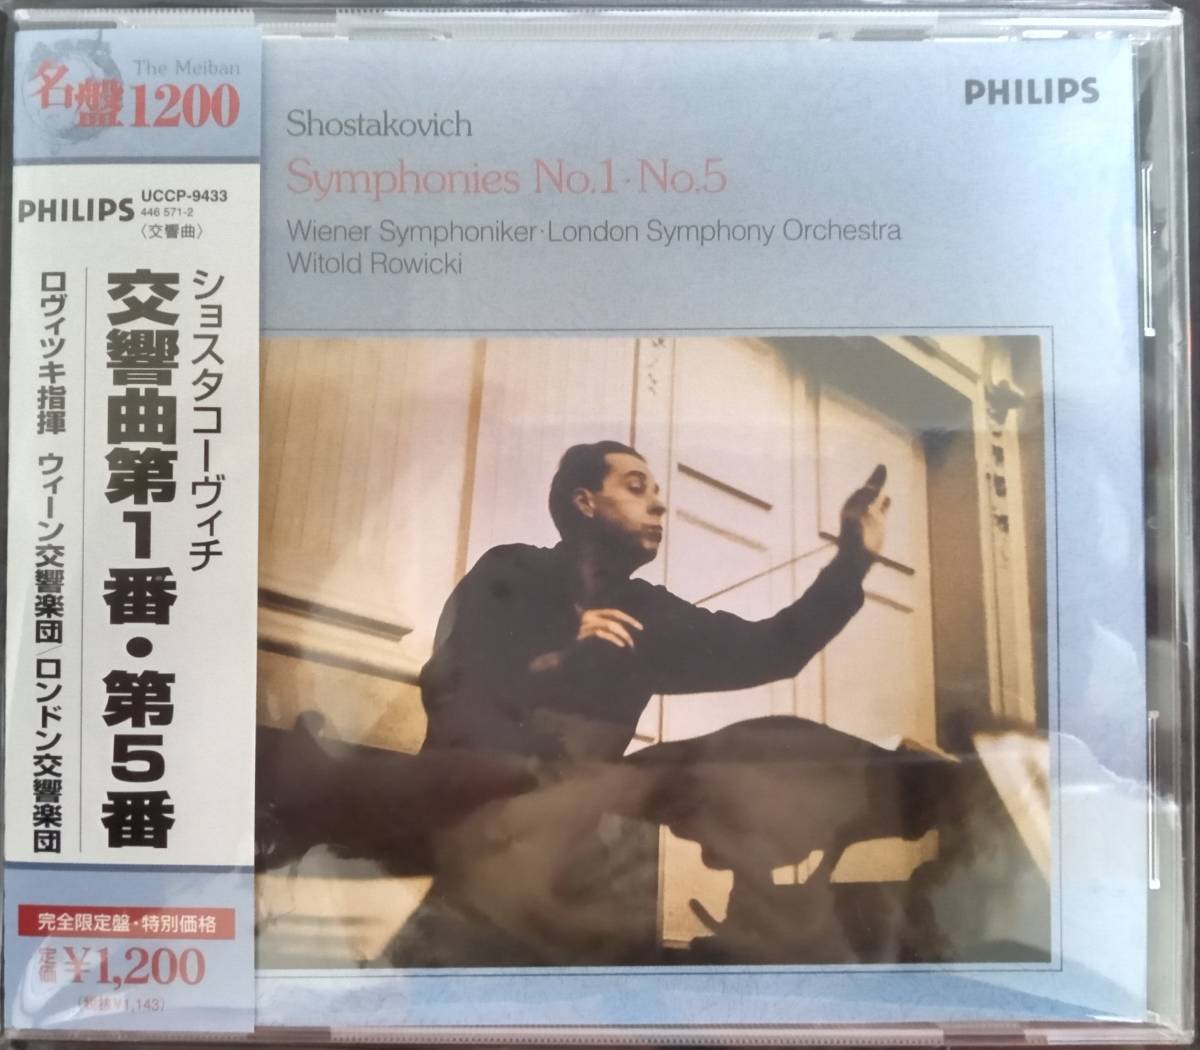 名盤1200
The Meiban
PHILIPS
UCCP-9433
446 571-2
〈交響曲〉
ショスタコーヴィチ
交響曲第1番・第5番
ロヴィツキ指揮 ウィーン交響楽団/ロンドン交響楽団
完全限定盤・特別価格
定価 ¥1,200
(税抜¥1,143)
PHILIPS
Shostakovich
Symphonies No.1·No.5
Wiener Symphoniker·London Symphony Orchestra
Witold Rowicki